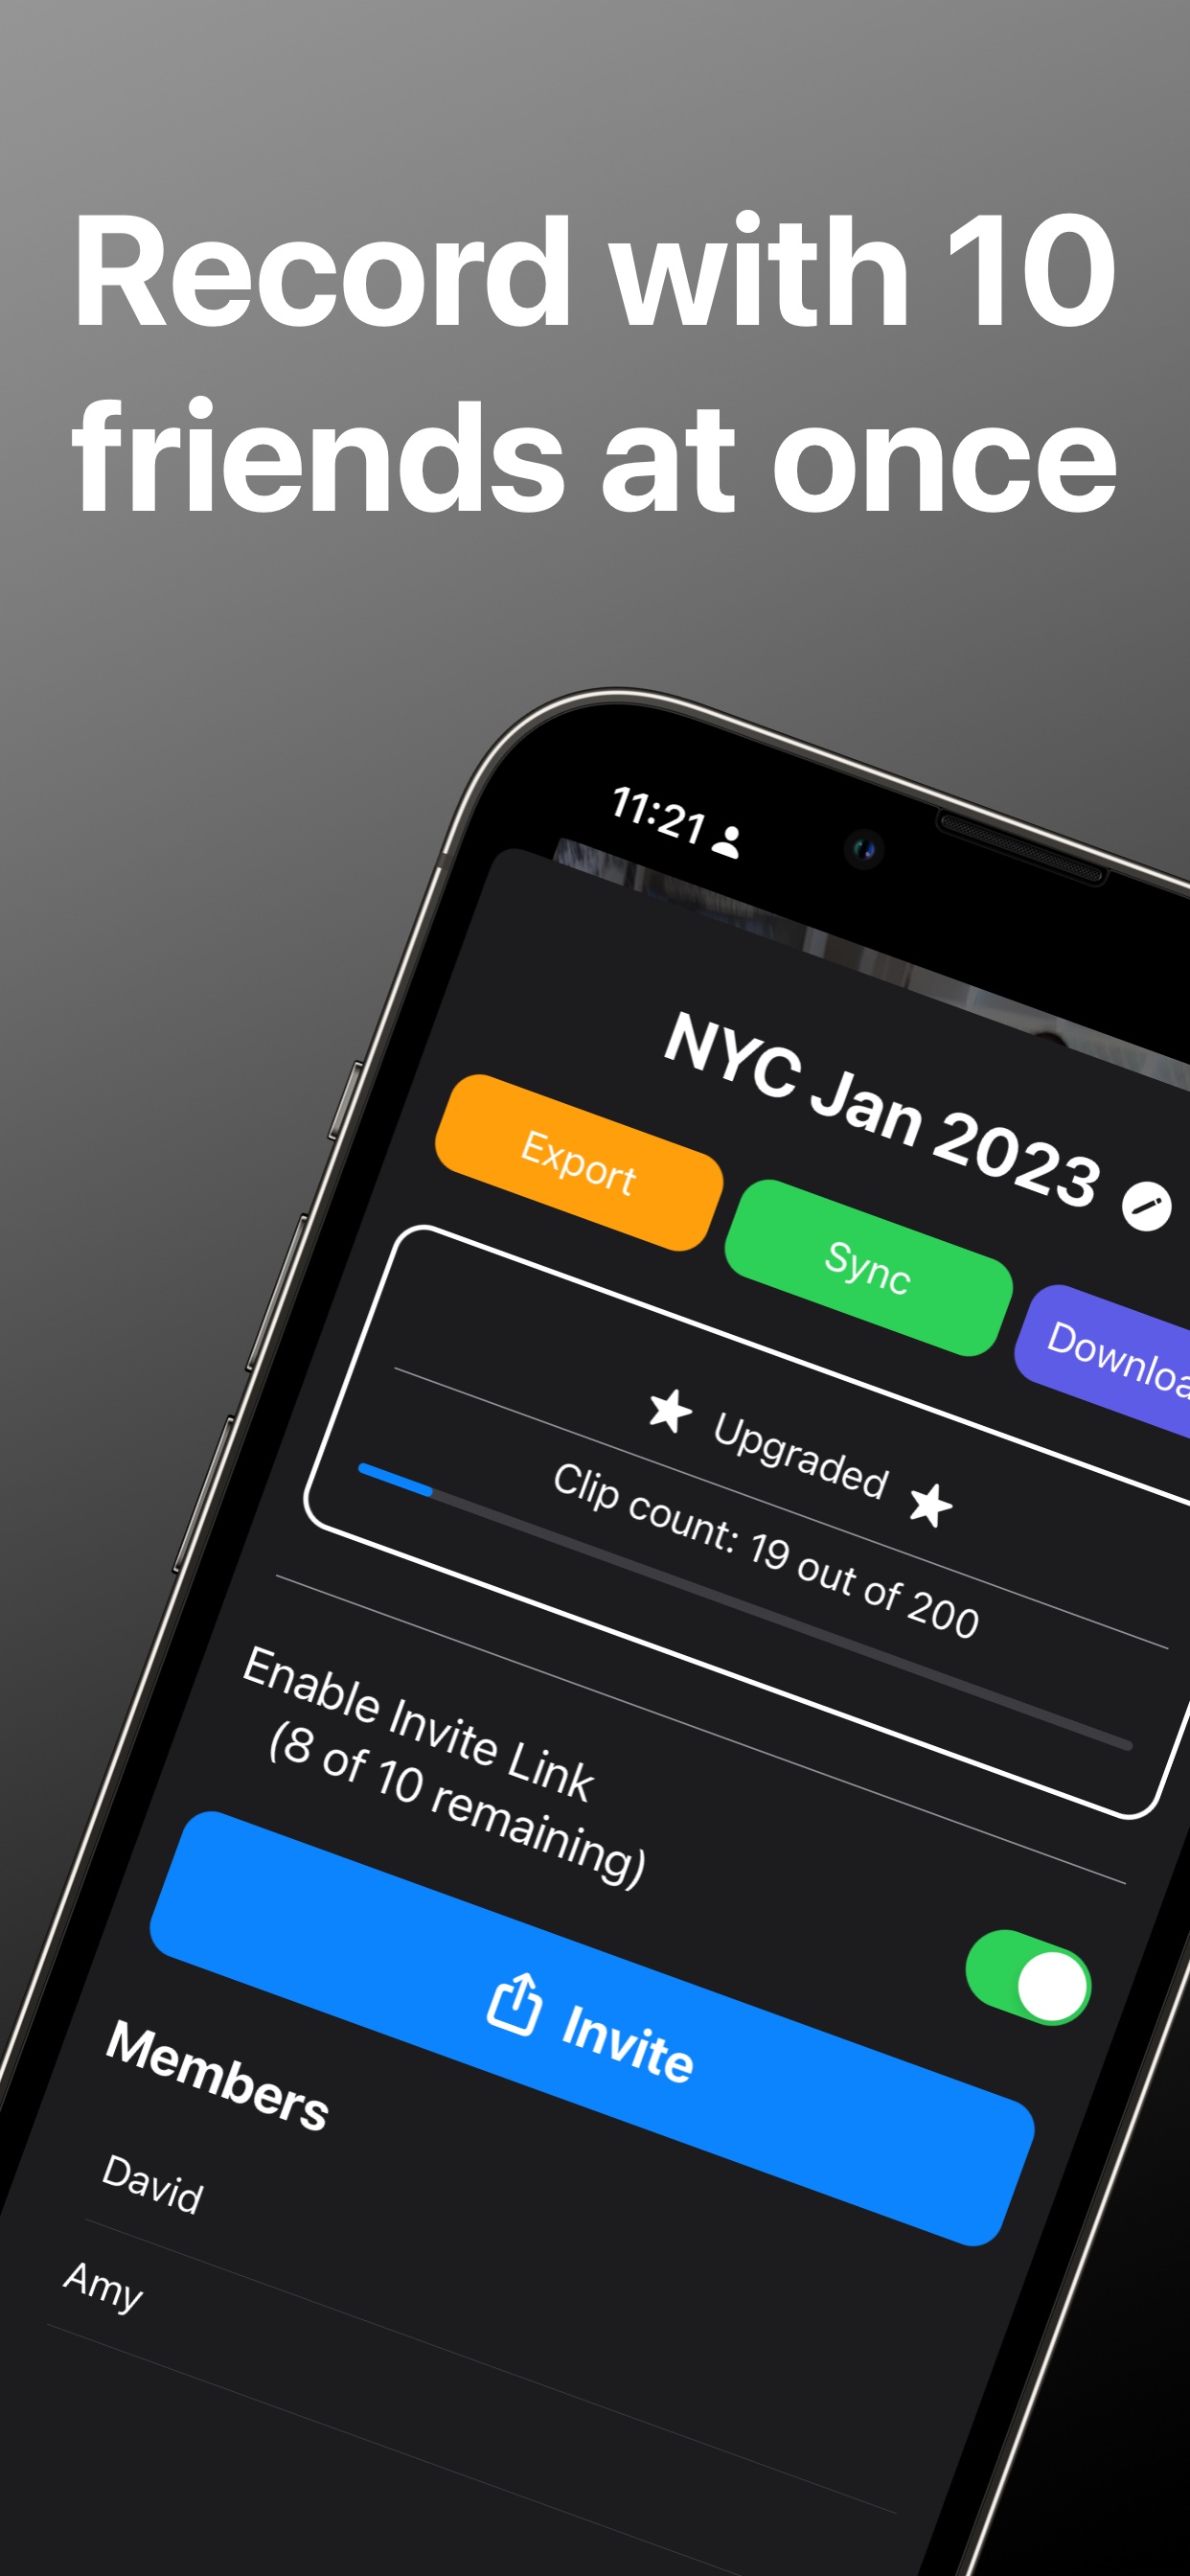 Record with 10
friends at once
11:21
NYC Jan 2023
Export
Sync
★ Upgraded ★
Clip count: 19 out of 200
Enable Invite Link
(8 of 10 remaining)
Invite
Members
David
Amy